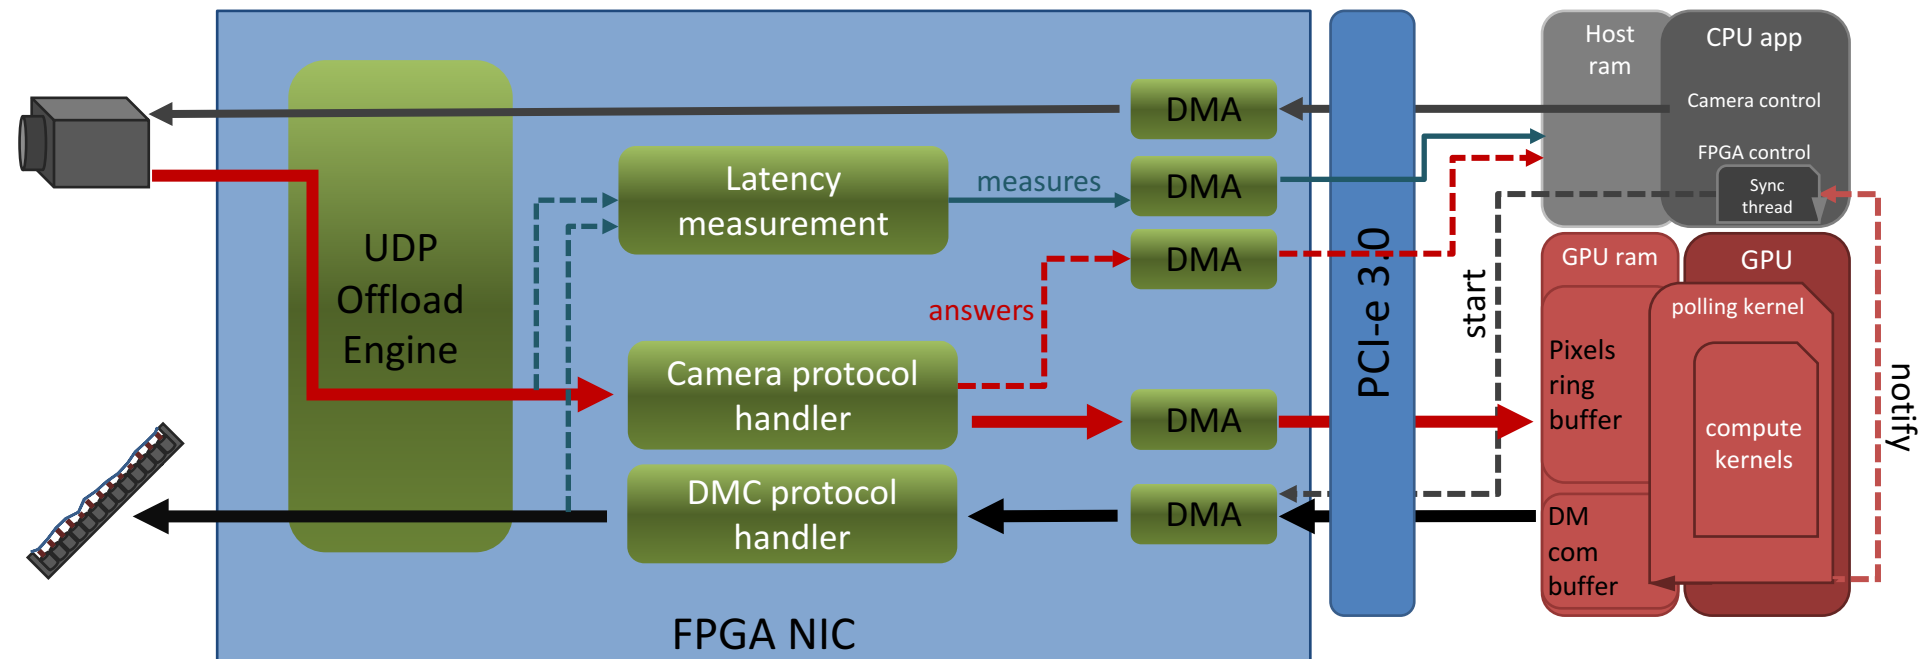 UDP
Offload
Engine
Latency
measurement
measures
answers
Camera protocol
handler
DMC protocol
handler
DMA
DMA
DMA
DMA
DMA
FPGA NIC
PCI-e 3.0
start
Host
ram
CPU app
Camera control
FPGA control
Sync
thread
GPU ram
GPU
polling kernel
Pixels
ring
buffer
compute
kernels
DM
com
buffer
notify